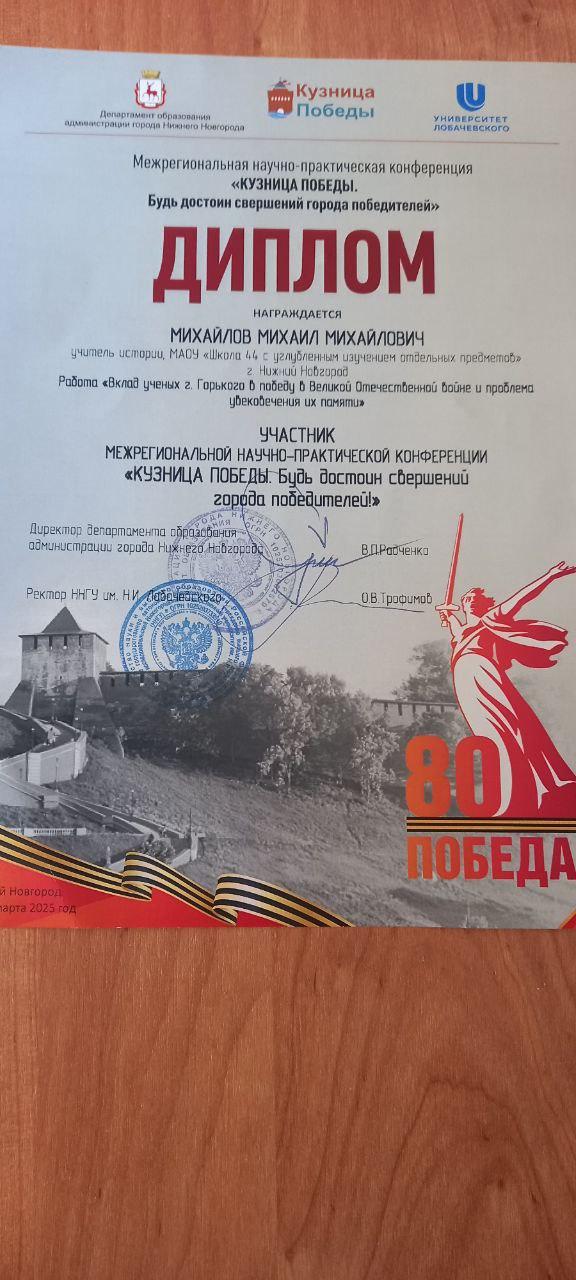 Департамент образования
администрации города Нижнего Новгорода
Кузница
Победы
УНИВЕРСИТЕТ
ЛОБАЧЕВСКОГО
Межрегиональная научно-практическая конференция
«КУЗНИЦА ПОБЕДЫ.
Будь достоин свершений города победителей»
ДИПЛОМ
НАГРАЖДАЕТСЯ
МИХАЙЛОВ МИХАИЛ МИХАЙЛОВИЧ
учитель истории, МАОУ «Школа 44 с углубленным изучением отдельных предметов»
г. Нижний Новгород
Работа «Вклад ученых г. Горького в победу в Великой Отечественной войне и проблема
увековечения их памяти»
УЧАСТНИК
МЕЖРЕГИОНАЛЬНОЙ НАУЧНО-ПРАКТИЧЕСКОЙ КОНФЕРЕНЦИИ
«КУЗНИЦА ПОБЕДЫ. Будь достоин свершений
города победителей!»
Директор департамента образования
администрации города Нижнего Новгорода
В.П.Радченко
Ректор ННГУ им. Н.И. Лобачевского
О.В.Трофимов
80
ПОБЕДА
й Новгород
марта 2025 год